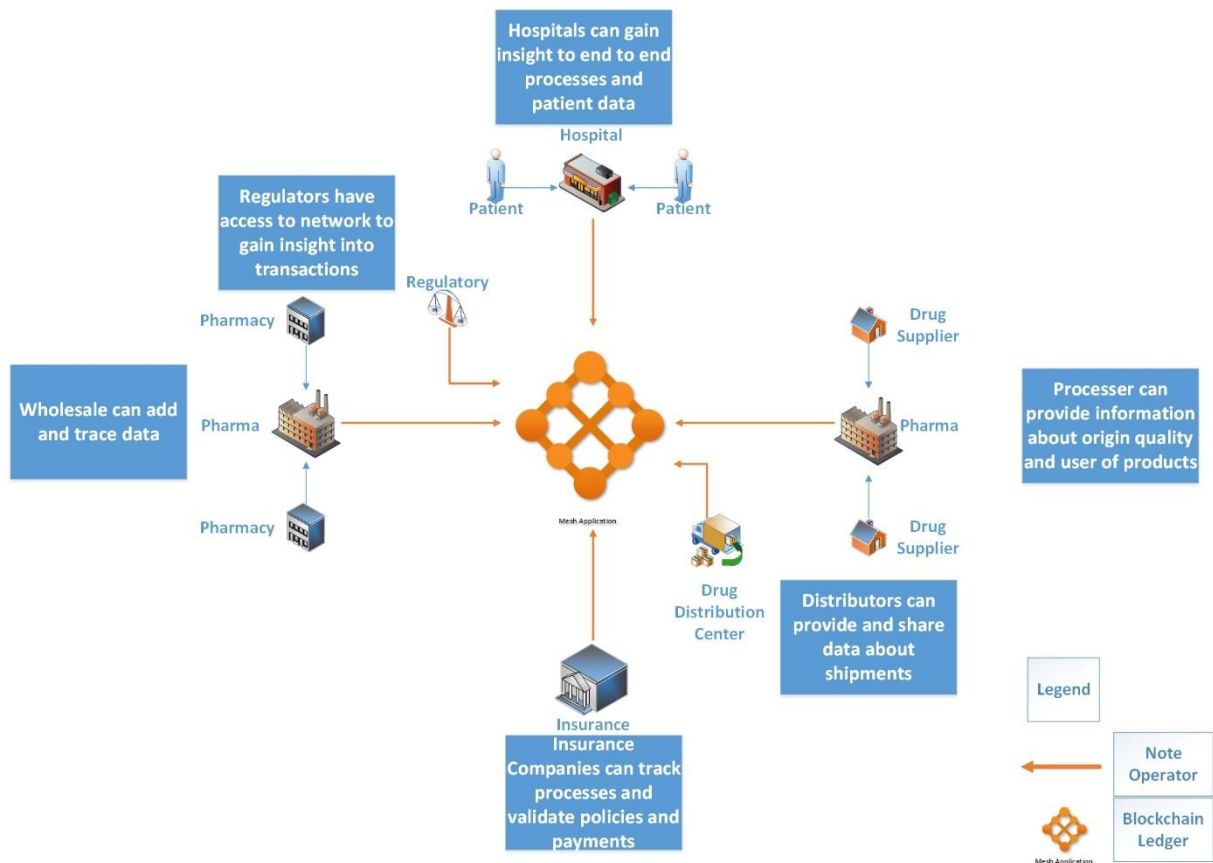 Hospitals can gain
insight to end to end
processes and
patient data
Hospital
Patient
Patient
Regulators have
access to network to
gain insight into
transactions
Regulatory
Pharmacy
Drug
Supplier
Wholesale can add
and trace data
Pharma
Pharma
Processer can
provide information
about origin quality
and user of products
Pharmacy
Mesh Application
Drug
Supplier
Drug
Distribution
Center
Distributors can
provide and share
data about
shipments
Insurance
Insurance
Companies can track
processes and
validate policies and
payments
Legend
Note
Operator
Blockchain
Ledger
Mesh Application